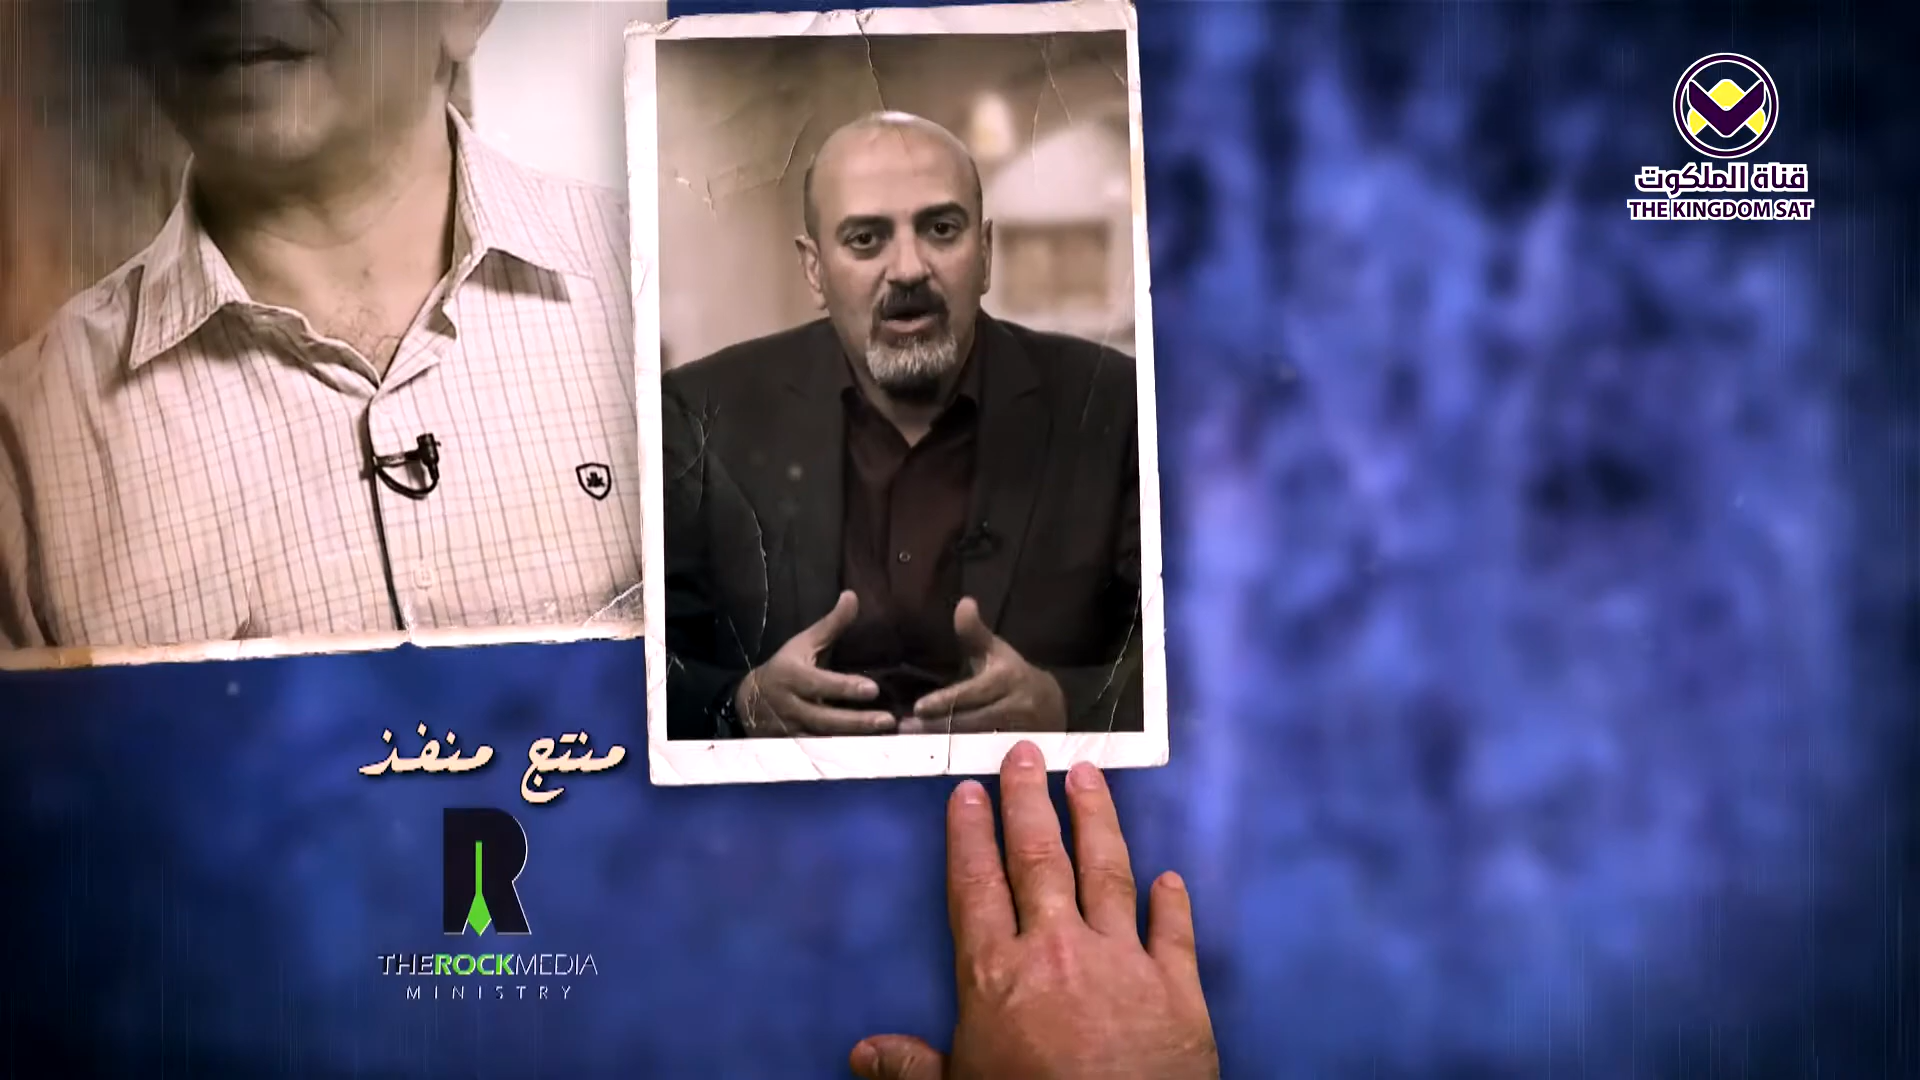 قناة الملكوت
THE KINGDOM SAT
منتج منفذ
THEROCKMEDIA
MINISTRY